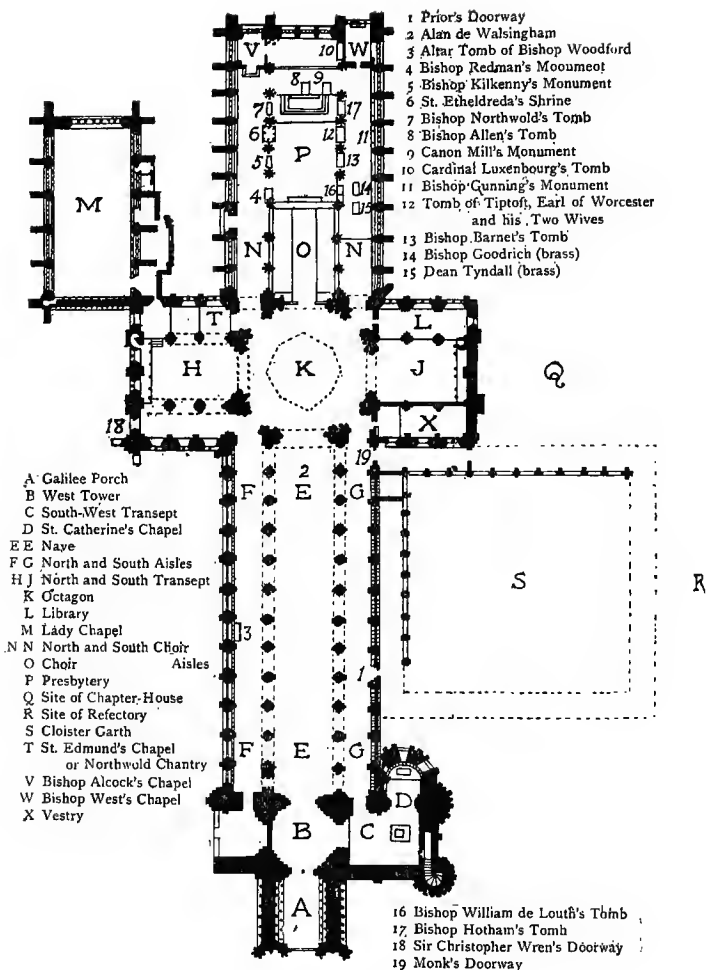 1 Prior's Doorway
2 Alan de Walsingham
3 Altar Tomb of Bishop Woodford
4 Bishop Redman's Mooumeot
5 Bishop Kilkenny's Monument
6 St. Etheldreda's Shrine
7 Bishop Northwold's Tomb
8 Bishop Allen's Tomb
9 Canon Mill's Monument
10 Cardinal Luxenbourg's Tomb
11 Bishop Gunning's Monument
12 Tomb of Tiptoft, Earl of Worcester
and his Two Wives
13 Bishop Barnet's Tomb
14 Bishop Goodrich (brass)
15 Dean Tyndall (brass)
V
10
W
8 9
7
17
6
12
11
P
5
13
4
16
14
15
M
N
O
N
T
L
H
K
J
Q
X
18
19
2
F
E
G
A Galilee Porch
B West Tower
C South-West Transept
D St. Catherine's Chapel
E E Nave
F G North and South Aisles
H J North and South Transept
K Octagon
L Library
M Lady Chapel
N N North and South Choir
O Choir Aisles
P Presbytery
Q Site of Chapter-House
R Site of Refectory
S Cloister Garth
T St. Edmund's Chapel
or Northwold Chantry
V Bishop Alcock's Chapel
W Bishop West's Chapel
X Vestry
S
R
3
1
F
E
G
D
B
C
A
16 Bishop William de Louth's Tomb
17 Bishop Hotham's Tomb
18 Sir Christopher Wren's Doorway
19 Monk's Doorway